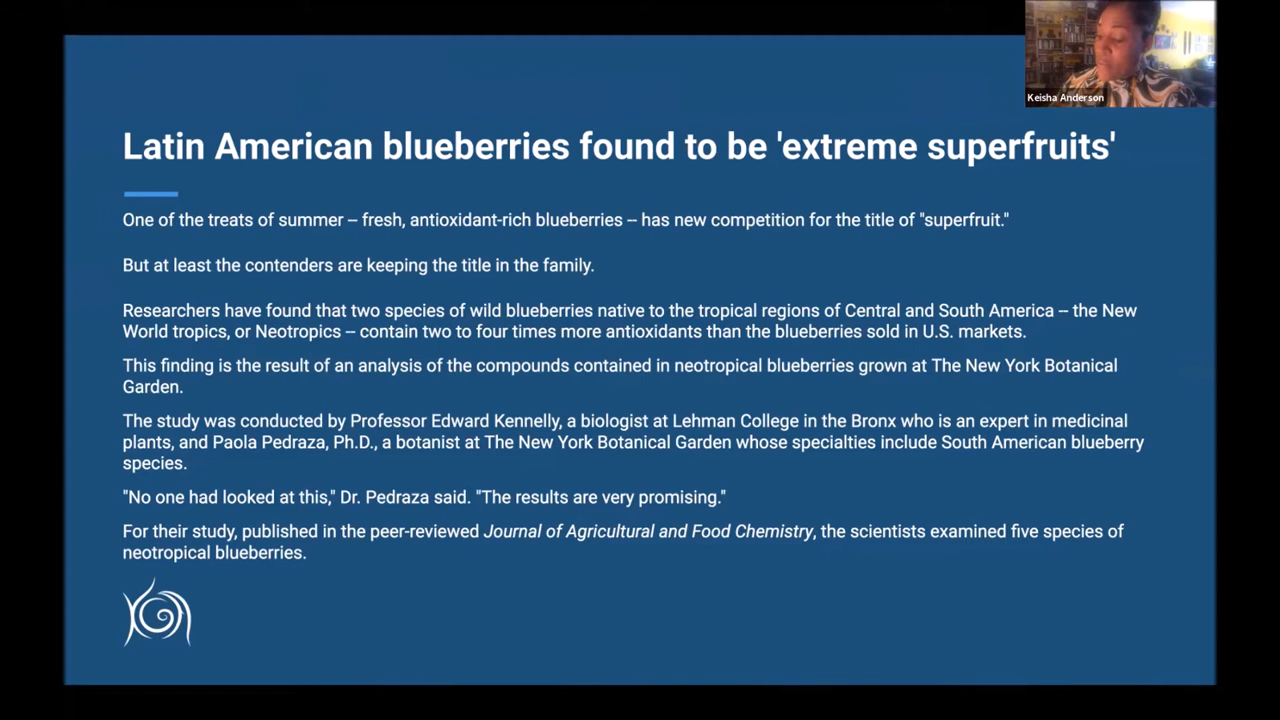 Keisha Anderson
Latin American blueberries found to be 'extreme superfruits'
One of the treats of summer -- fresh, antioxidant-rich blueberries -- has new competition for the title of "superfruit."
But at least the contenders are keeping the title in the family.
Researchers have found that two species of wild blueberries native to the tropical regions of Central and South America -- the New
World tropics, or Neotropics -- contain two to four times more antioxidants than the blueberries sold in U.S. markets.
This finding is the result of an analysis of the compounds contained in neotropical blueberries grown at The New York Botanical
Garden.
The study was conducted by Professor Edward Kennelly, a biologist at Lehman College in the Bronx who is an expert in medicinal
plants, and Paola Pedraza, Ph.D., a botanist at The New York Botanical Garden whose specialties include South American blueberry
species.
"No one had looked at this," Dr. Pedraza said. "The results are very promising."
For their study, published in the peer-reviewed Journal of Agricultural and Food Chemistry, the scientists examined five species of
neotropical blueberries.